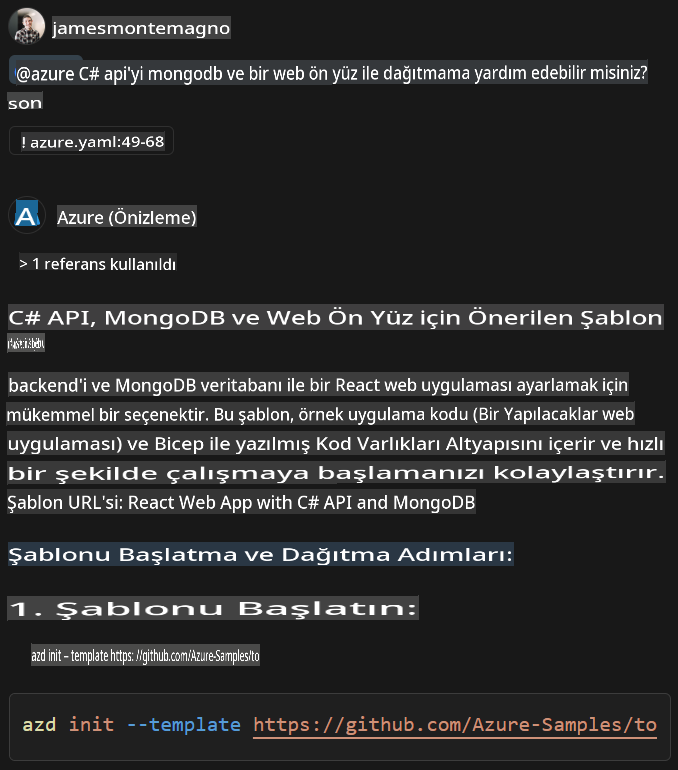 jamesmontemagno
@azure C# api'yi mongodb ve bir web ön yüz ile dağıtmama yardım edebilir misiniz?
son
! azure.yaml:49-68
A Azure (Önizleme)
> 1 referans kullanıldı
C# API, MongoDB ve Web Ön Yüz için Önerilen Şablon
backend'i ve MongoDB veritabanı ile bir React web uygulaması ayarlamak için
mükemmel bir seçenektir. Bu şablon, örnek uygulama kodu (Bir Yapılacaklar web
uygulaması) ve Bicep ile yazılmış Kod Varlıkları Altyapısını içerir ve hızlı
bir şekilde çalışmaya başlamanızı kolaylaştırır.
Şablon URL'si: React Web App with C# API and MongoDB
Şablonu Başlatma ve Dağıtma Adımları:
1. Şablonu Başlatın:
azd init – template https: //github.com/Azure-Samples/to
azd init --template https://github.com/Azure-Samples/to